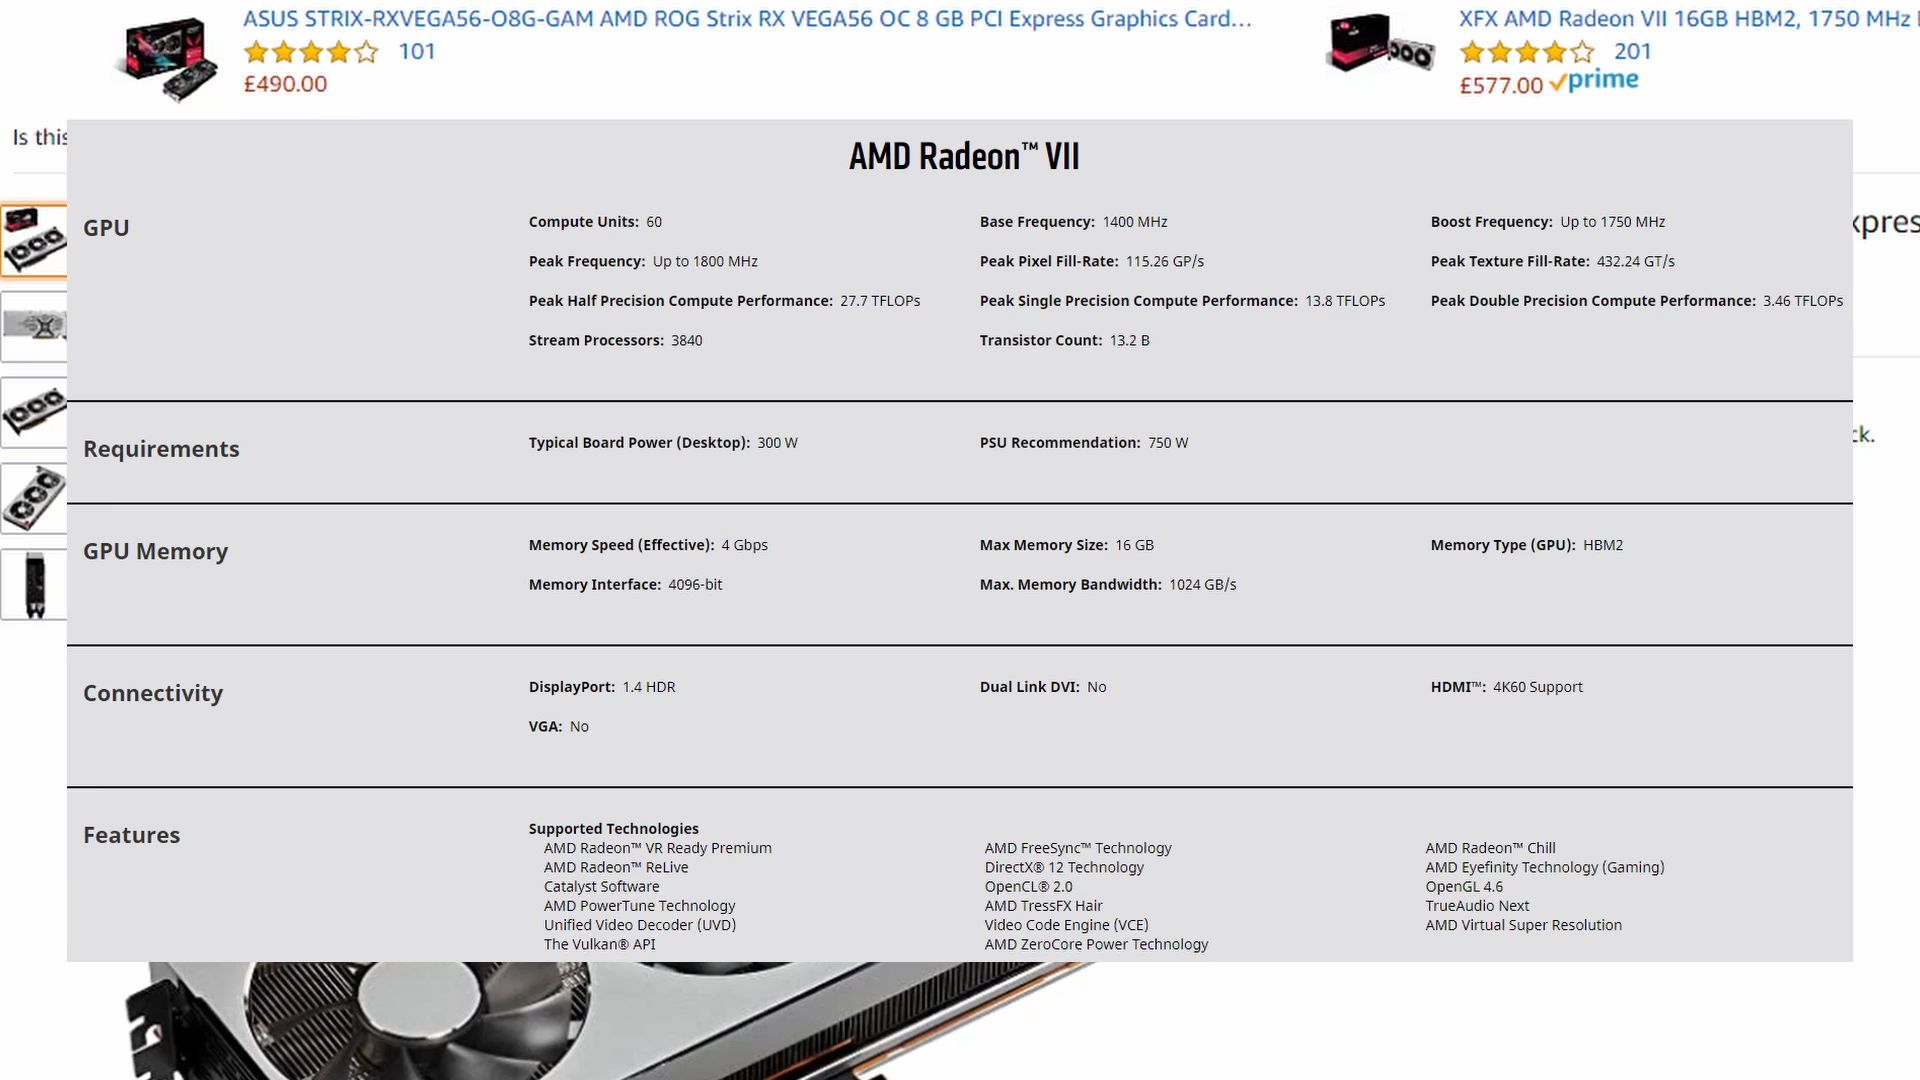 ASUS STRIX-RXVEGA56-O8G-GAM AMD ROG Strix RX VEGA56 OC 8 GB PCI Express Graphics Card...
101
£490.00
XFX AMD Radeon VII 16GB HBM2, 1750 MHz
201
£577.00 prime
Is this
xpres
ck.
AMD Radeon™ VII
GPU
Compute Units: 60
Base Frequency: 1400 MHz
Boost Frequency: Up to 1750 MHz
Peak Frequency: Up to 1800 MHz
Peak Pixel Fill-Rate: 115.26 GP/s
Peak Texture Fill-Rate: 432.24 GT/s
Peak Half Precision Compute Performance: 27.7 TFLOPs
Peak Single Precision Compute Performance: 13.8 TFLOPs
Peak Double Precision Compute Performance: 3.46 TFLOPs
Stream Processors: 3840
Transistor Count: 13.2 B
Requirements
Typical Board Power (Desktop): 300 W
PSU Recommendation: 750 W
GPU Memory
Memory Speed (Effective): 4 Gbps
Max Memory Size: 16 GB
Memory Type (GPU): HBM2
Memory Interface: 4096-bit
Max. Memory Bandwidth: 1024 GB/s
Connectivity
DisplayPort: 1.4 HDR
Dual Link DVI: No
HDMI™: 4K60 Support
VGA: No
Features
Supported Technologies
AMD Radeon™ VR Ready Premium
AMD FreeSync™ Technology
AMD Radeon™ Chill
AMD Radeon™ ReLive
DirectX® 12 Technology
AMD Eyefinity Technology (Gaming)
Catalyst Software
OpenCL® 2.0
OpenGL 4.6
AMD PowerTune Technology
AMD TressFX Hair
TrueAudio Next
Unified Video Decoder (UVD)
Video Code Engine (VCE)
AMD Virtual Super Resolution
The Vulkan® API
AMD ZeroCore Power Technology